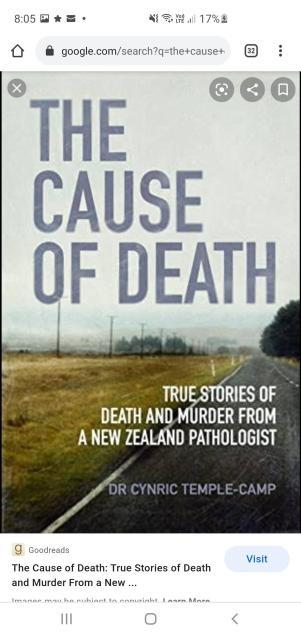 8:05 17%
google.com/search?q=the+cause+ 32
THE
CAUSE
OF DEATH
TRUE STORIES OF
DEATH AND MURDER FROM
A NEW ZEALAND PATHOLOGIST
DR CYNRIC TEMPLE-CAMP
g Goodreads
The Cause of Death: True Stories of Death
and Murder From a New ...
Visit
Images may be subject to copyright. Learn More